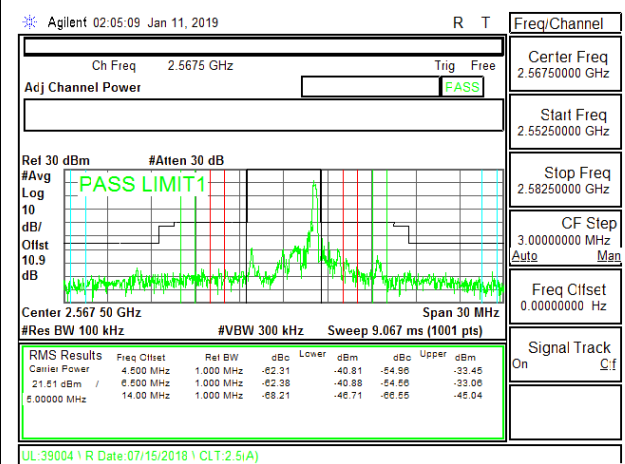 Agilent 02:05:09 Jan 11, 2019 R T
Ch Freq 2.5675 GHz Trig Free
Adj Channel Power PASS
Ref 30 dBm #Atten 30 dB
#Avg
Log
10
dB/
Offst
10.9
dB
PASS LIMIT1
Center 2.567 50 GHz Span 30 MHz
#Res BW 100 kHz #VBW 300 kHz Sweep 9.067 ms (1001 pts)
RMS Results Freq Offset Ref BW dBc Lower dBm dBc Upper dBm
Carrier Power 4.500 MHz 1.000 MHz -62.31 -40.81 -54.96 -33.45
21.51 dBm / 6.500 MHz 1.000 MHz -62.38 -40.88 -54.56 -33.06
5.00000 MHz 14.00 MHz 1.000 MHz -68.21 -46.71 -66.55 -45.04
UL:39004 \ R Date:07/15/2018 \ CLT:2.5(A)
Freq/Channel
Center Freq
2.56750000 GHz
Start Freq
2.55250000 GHz
Stop Freq
2.58250000 GHz
CF Step
3.00000000 MHz
Auto Man
Freq Offset
0.00000000 Hz
Signal Track
On Off